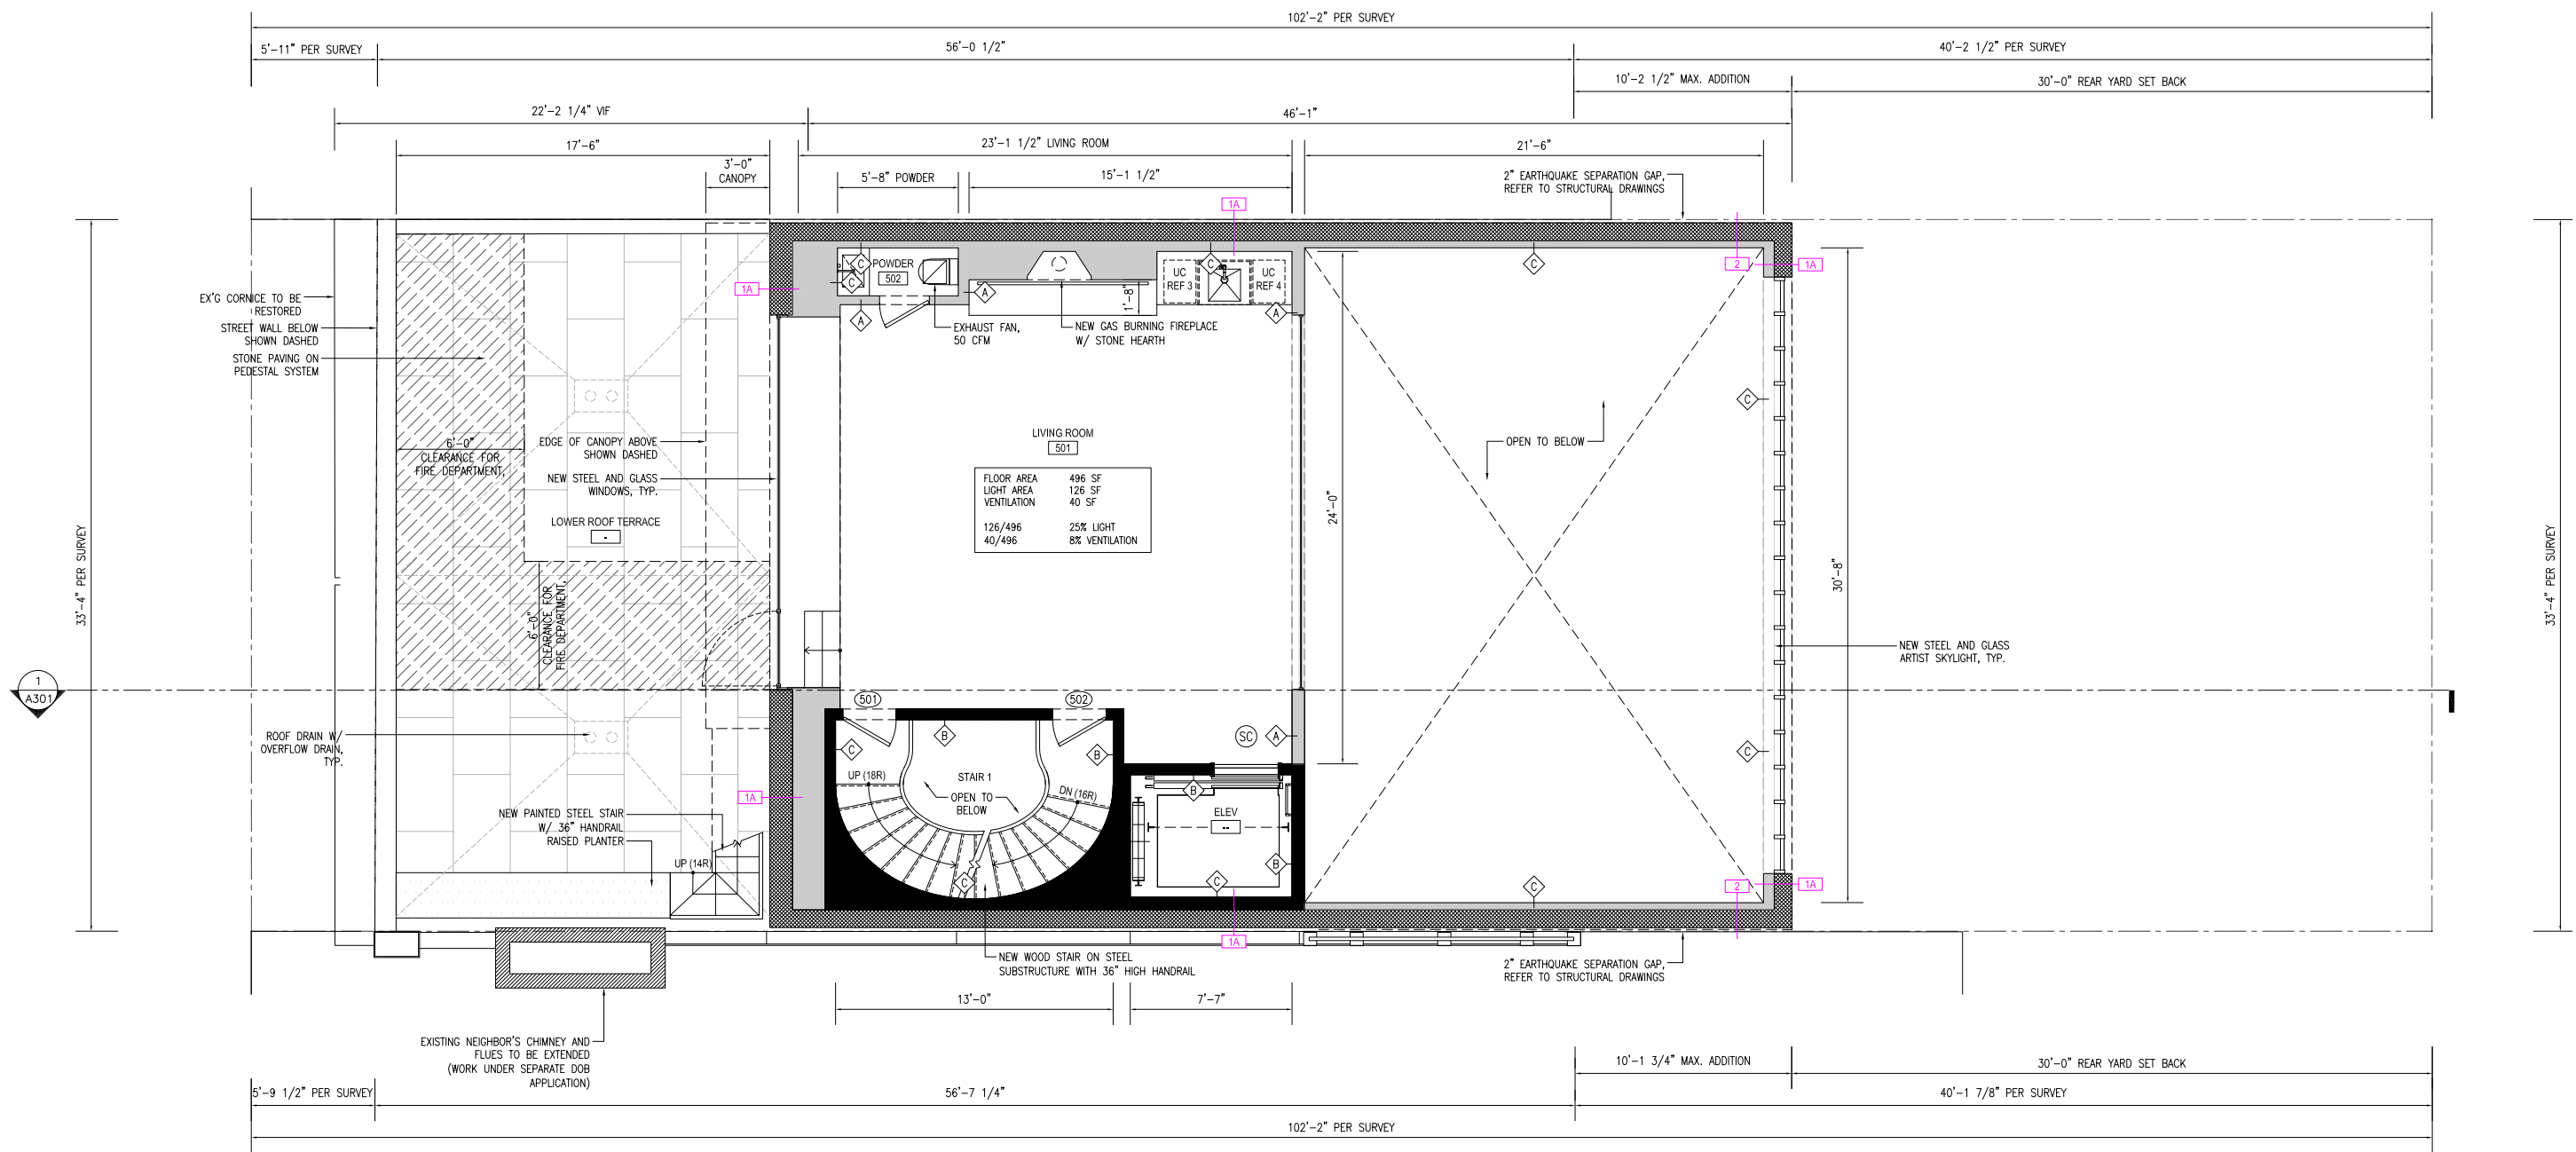 102'-2" PER SURVEY
5'-11" PER SURVEY
56'-0 1/2"
40'-2 1/2" PER SURVEY
10'-2 1/2" MAX. ADDITION
30'-0" REAR YARD SET BACK
22'-2 1/4" VIF
46'-1"
17'-6"
23'-1 1/2" LIVING ROOM
21'-6"
3'-0"
CANOPY
5'-8" POWDER
15'-1 1/2"
2" EARTHQUAKE SEPARATION GAP,
REFER TO STRUCTURAL DRAWINGS
1A
2
1A
1A
POWDER
502
C
C
A
A
UC
REF 3
UC
REF 4
C
A
1'-8"
C
EX'G CORNICE TO BE
RESTORED
STREET WALL BELOW
SHOWN DASHED
STONE PAVING ON
PEDESTAL SYSTEM
EXHAUST FAN,
50 CFM
NEW GAS BURNING FIREPLACE
W/ STONE HEARTH
C
6'-0"
CLEARANCE FOR
FIRE DEPARTMENT,
EDGE OF CANOPY ABOVE
SHOWN DASHED
NEW STEEL AND GLASS
WINDOWS, TYP.
LIVING ROOM
501
FLOOR AREA 496 SF
LIGHT AREA 126 SF
VENTILATION 40 SF
126/496 25% LIGHT
40/496 8% VENTILATION
OPEN TO BELOW
24'-0"
30'-8"
33'-4" PER SURVEY
33'-4" PER SURVEY
LOWER ROOF TERRACE
-
6'-0"
CLEARANCE FOR
FIRE DEPARTMENT,
NEW STEEL AND GLASS
ARTIST SKYLIGHT, TYP.
1
A301
501
502
ROOF DRAIN W/
OVERFLOW DRAIN,
TYP.
C
B
B
SC
A
C
UP (18R)
STAIR 1
OPEN TO
BELOW
DN (16R)
B
ELEV
--
1A
NEW PAINTED STEEL STAIR
W/ 36" HANDRAIL
RAISED PLANTER
UP (14R)
C
C
B
C
2
1A
1A
NEW WOOD STAIR ON STEEL
SUBSTRUCTURE WITH 36" HIGH HANDRAIL
2" EARTHQUAKE SEPARATION GAP,
REFER TO STRUCTURAL DRAWINGS
13'-0"
7'-7"
EXISTING NEIGHBOR'S CHIMNEY AND
FLUES TO BE EXTENDED
(WORK UNDER SEPARATE DOB
APPLICATION)
10'-1 3/4" MAX. ADDITION
30'-0" REAR YARD SET BACK
5'-9 1/2" PER SURVEY
56'-7 1/4"
40'-1 7/8" PER SURVEY
102'-2" PER SURVEY